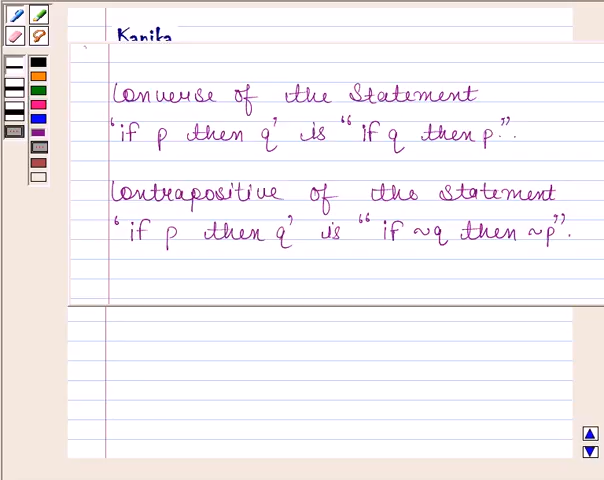 Kanika
Converse of the statement
'if p then q' is "if q then p".
Contrapositive of the statement
'if p then q' is "if ~q then ~p".